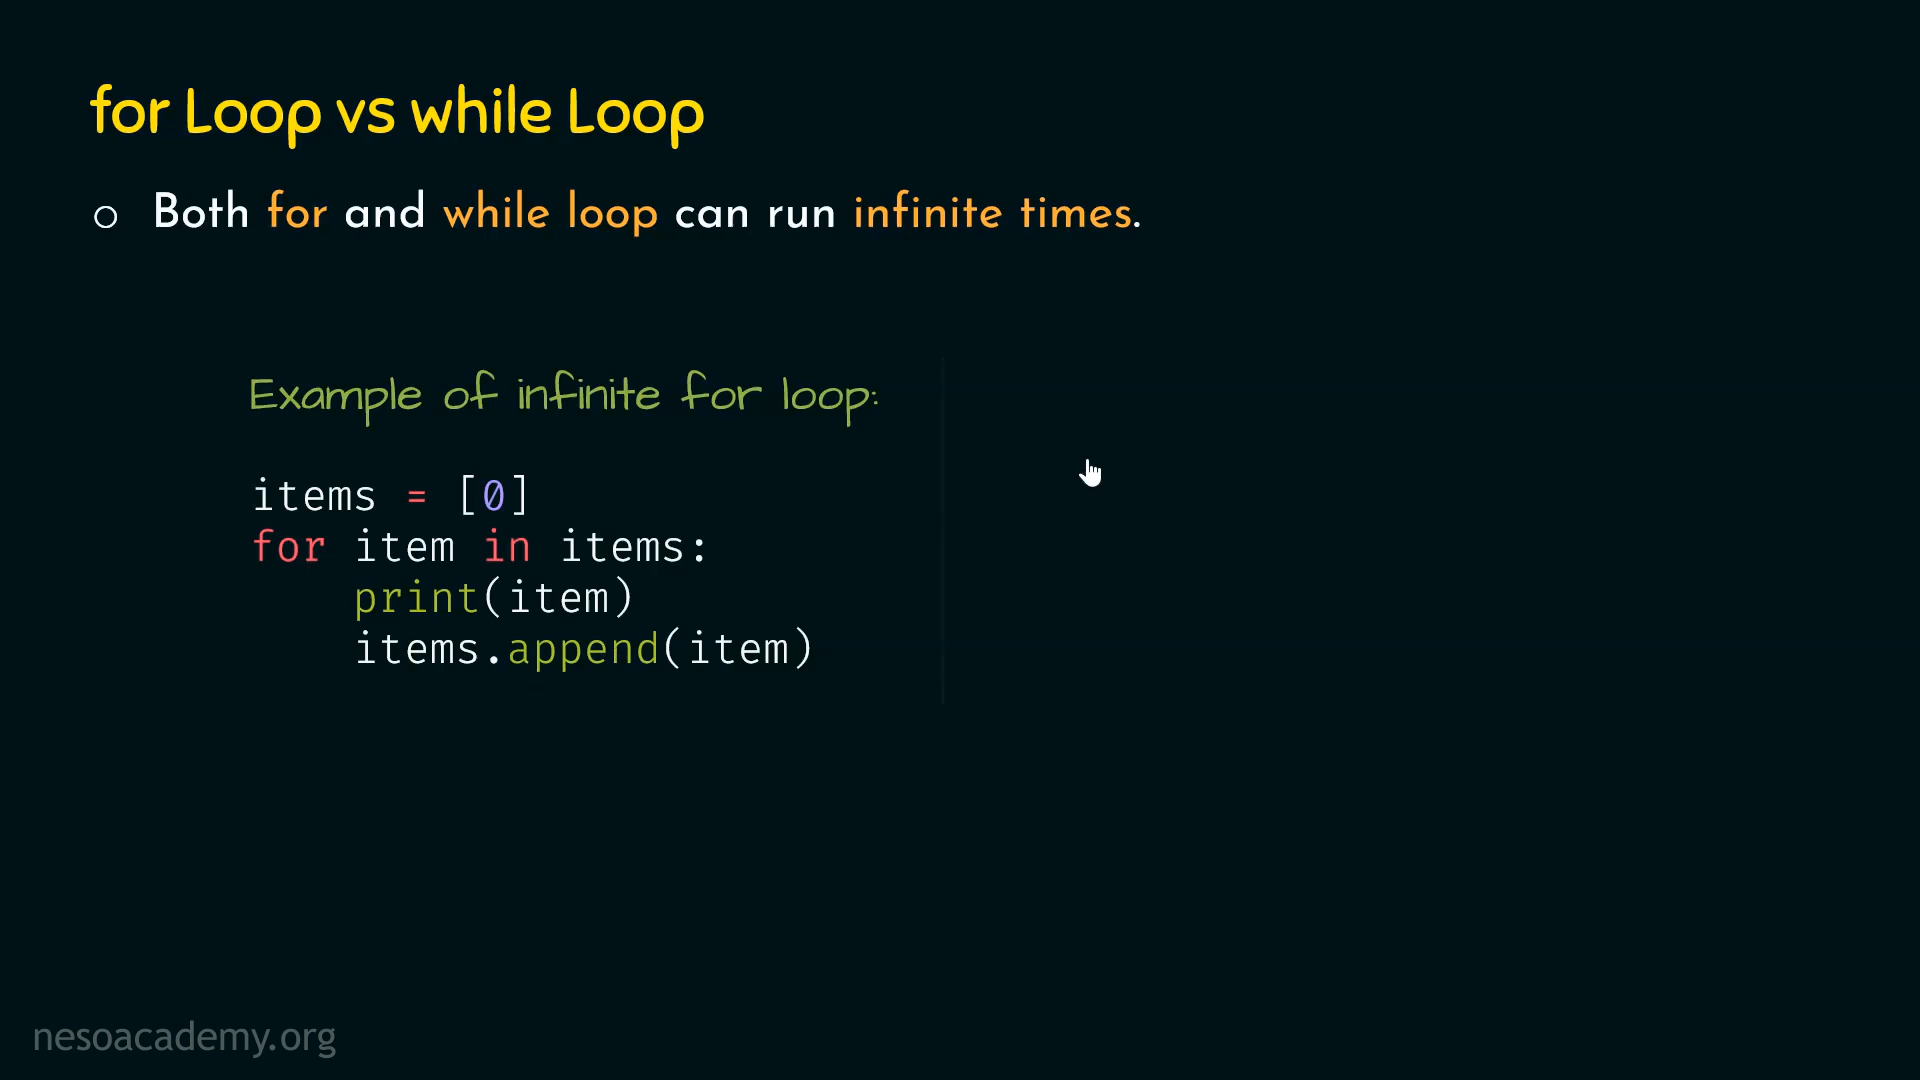 for Loop vs while Loop
○ Both for and while loop can run infinite times.
Example of infinite for loop:
items = [0]
for item in items:
    print(item)
    items.append(item)
nesoacademy.org